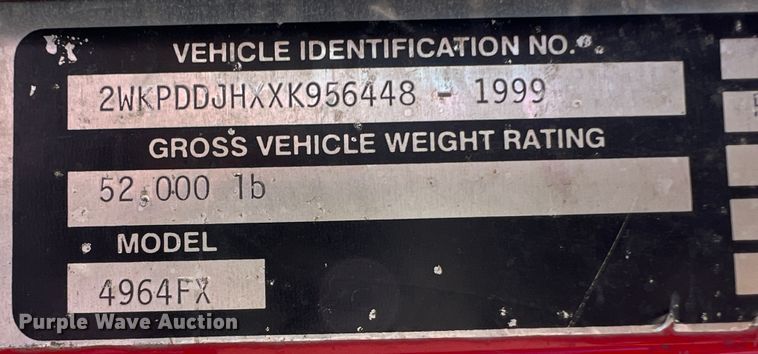 VEHICLE IDENTIFICATION NO.
2WKPDDJHXXK956448 - 1999
GROSS VEHICLE WEIGHT RATING
52,000 lb
MODEL
4964FX
Purple Wave Auction